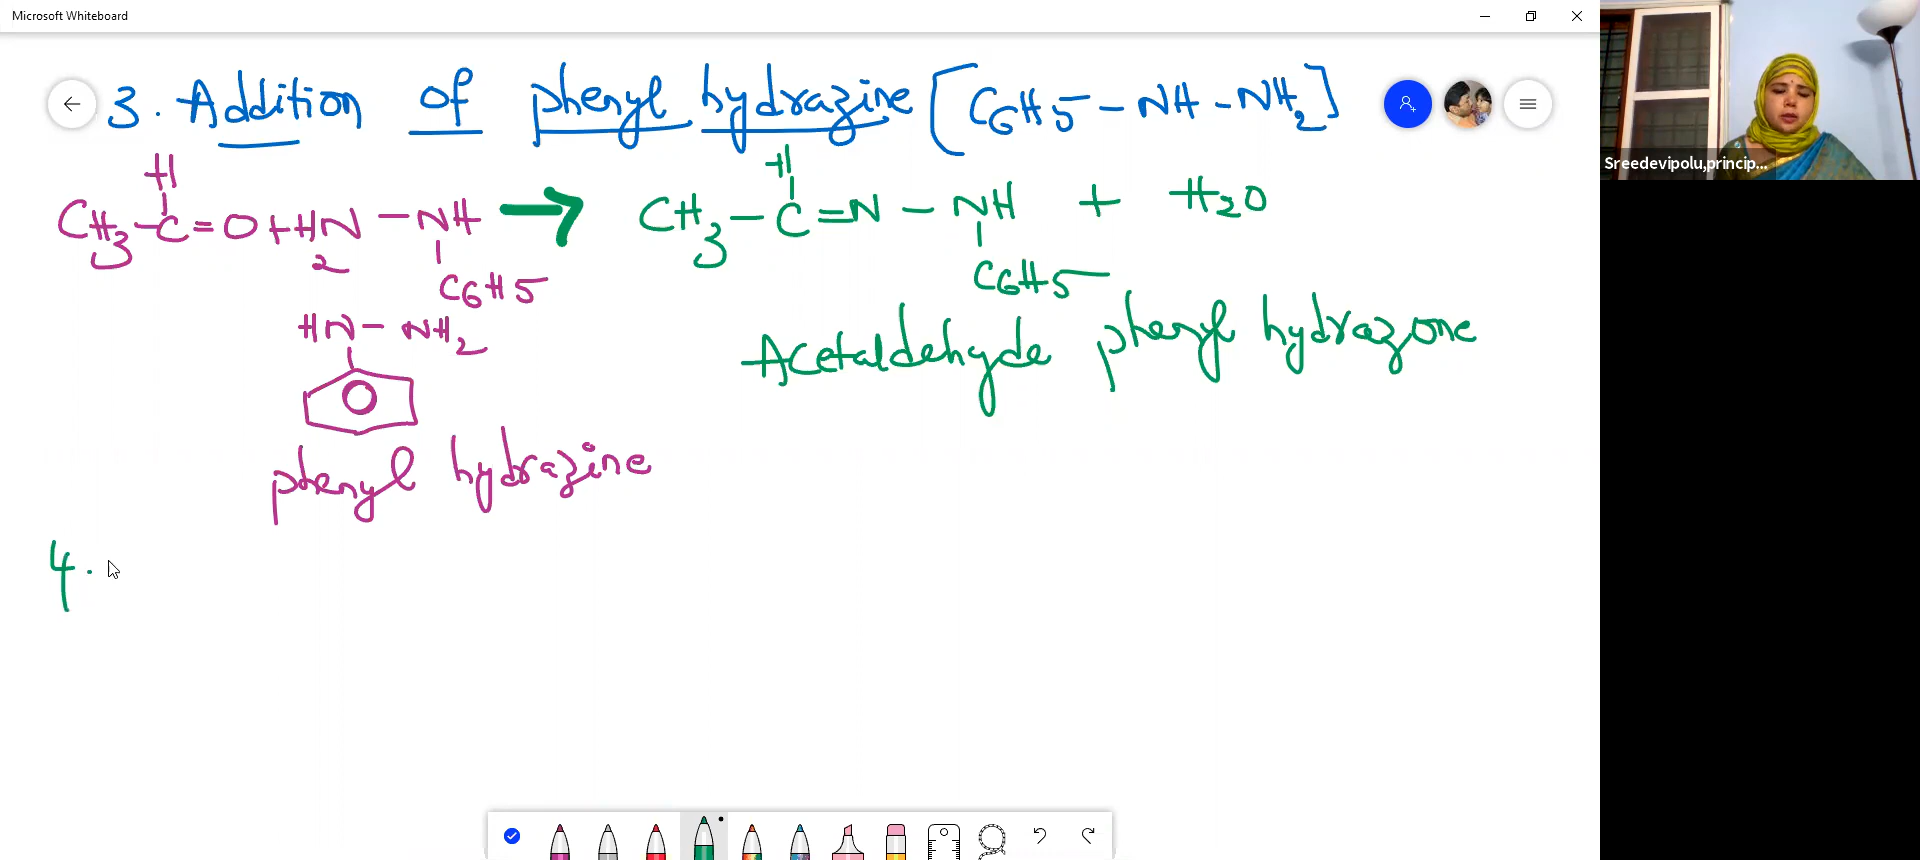 Microsoft Whiteboard
3. Addition of phenyl hydrazine [C6H5-NH-NH2]
H H
CH3-C=O+H2N-NH → CH3-C=N-NH + H2O
C6H5 C6H5
HN-NH2
Acetaldehyde phenyl hydrazone
phenyl hydrazine
4.
Sreedevipolu,princip...